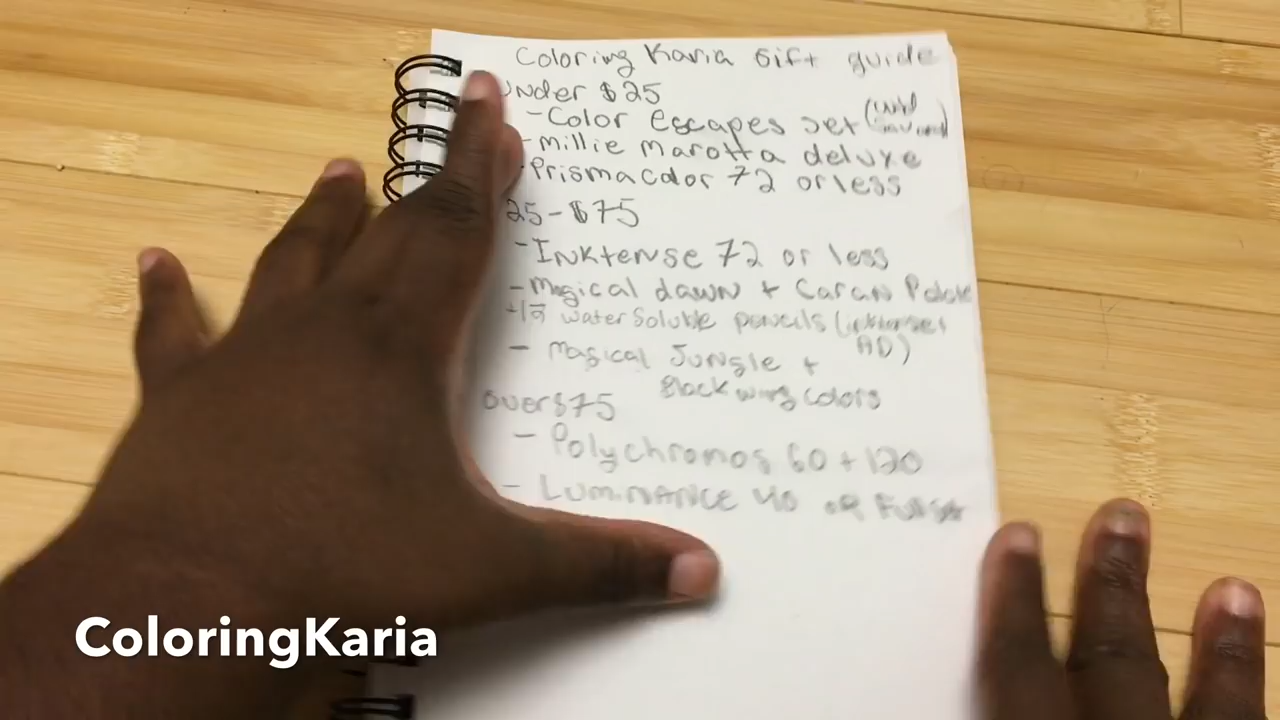 Coloring Karia Gift guide
under $25
- Color Escapes set (
- millie marotta deluxe
- Prismacolor 72 or less
25 - $75
- Inktense 72 or less
- Magical dawn + Caran
water soluble pencils (
- Magical Jungle +
Blackwing Colors
over $75
- Polychromos 60 + 120
- Luminance 40 or Full set
ColoringKaria